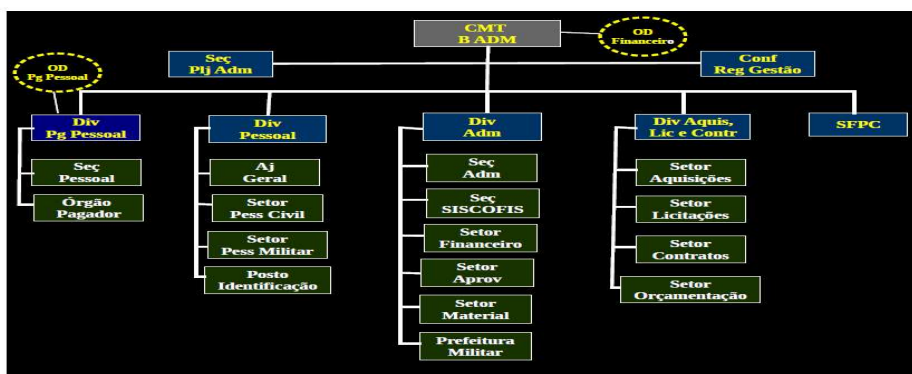 CMT
B ADM
OD
Financeiro
Seç
Plj Adm
Conf
Reg Gestão
OD
Pg Pessoal
Div
Pg Pessoal
Div
Pessoal
Div
Adm
Div Aquis,
Lic e Contr
SFPC
Seç
Pessoal
Órgão
Pagador
Aj
Geral
Setor
Pess Civil
Setor
Pess Militar
Posto
Identificação
Seç
Adm
Seç
SISCOFIS
Setor
Financeiro
Setor
Aprov
Setor
Material
Prefeitura
Militar
Setor
Aquisições
Setor
Licitações
Setor
Contratos
Setor
Orçamentação